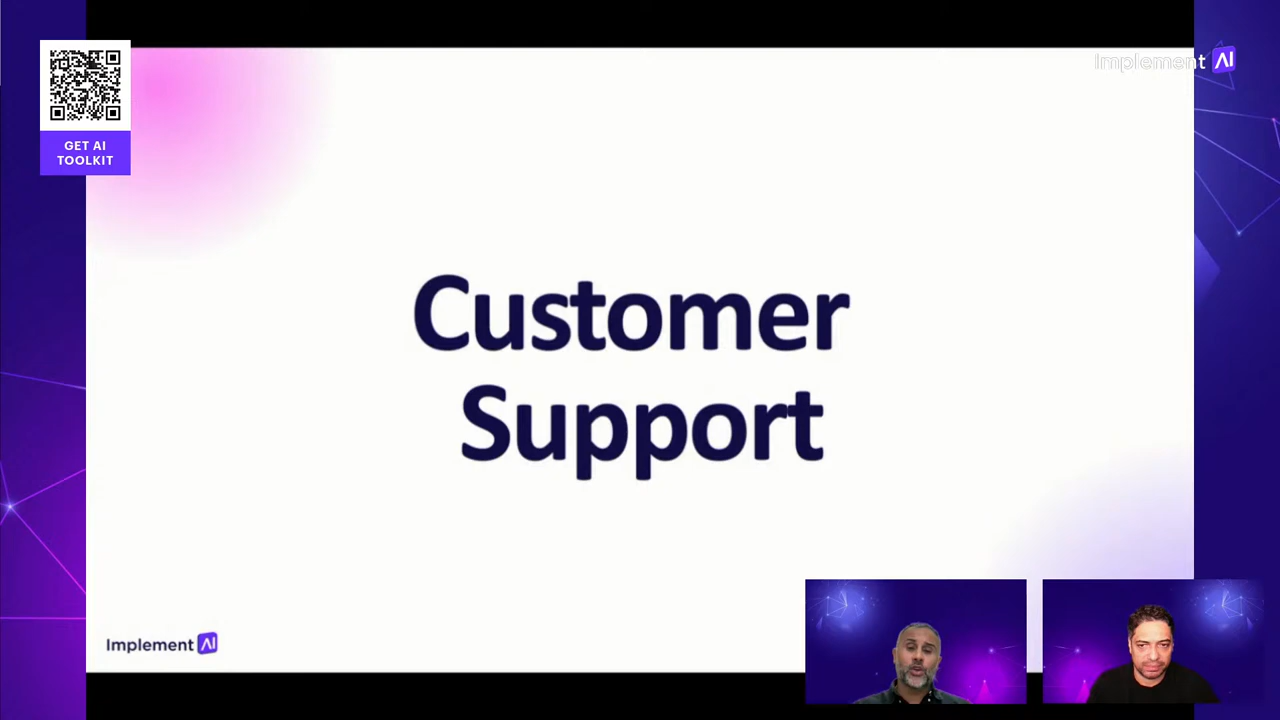 GET AI
TOOLKIT
Implement AI
Customer
Support
Implement AI